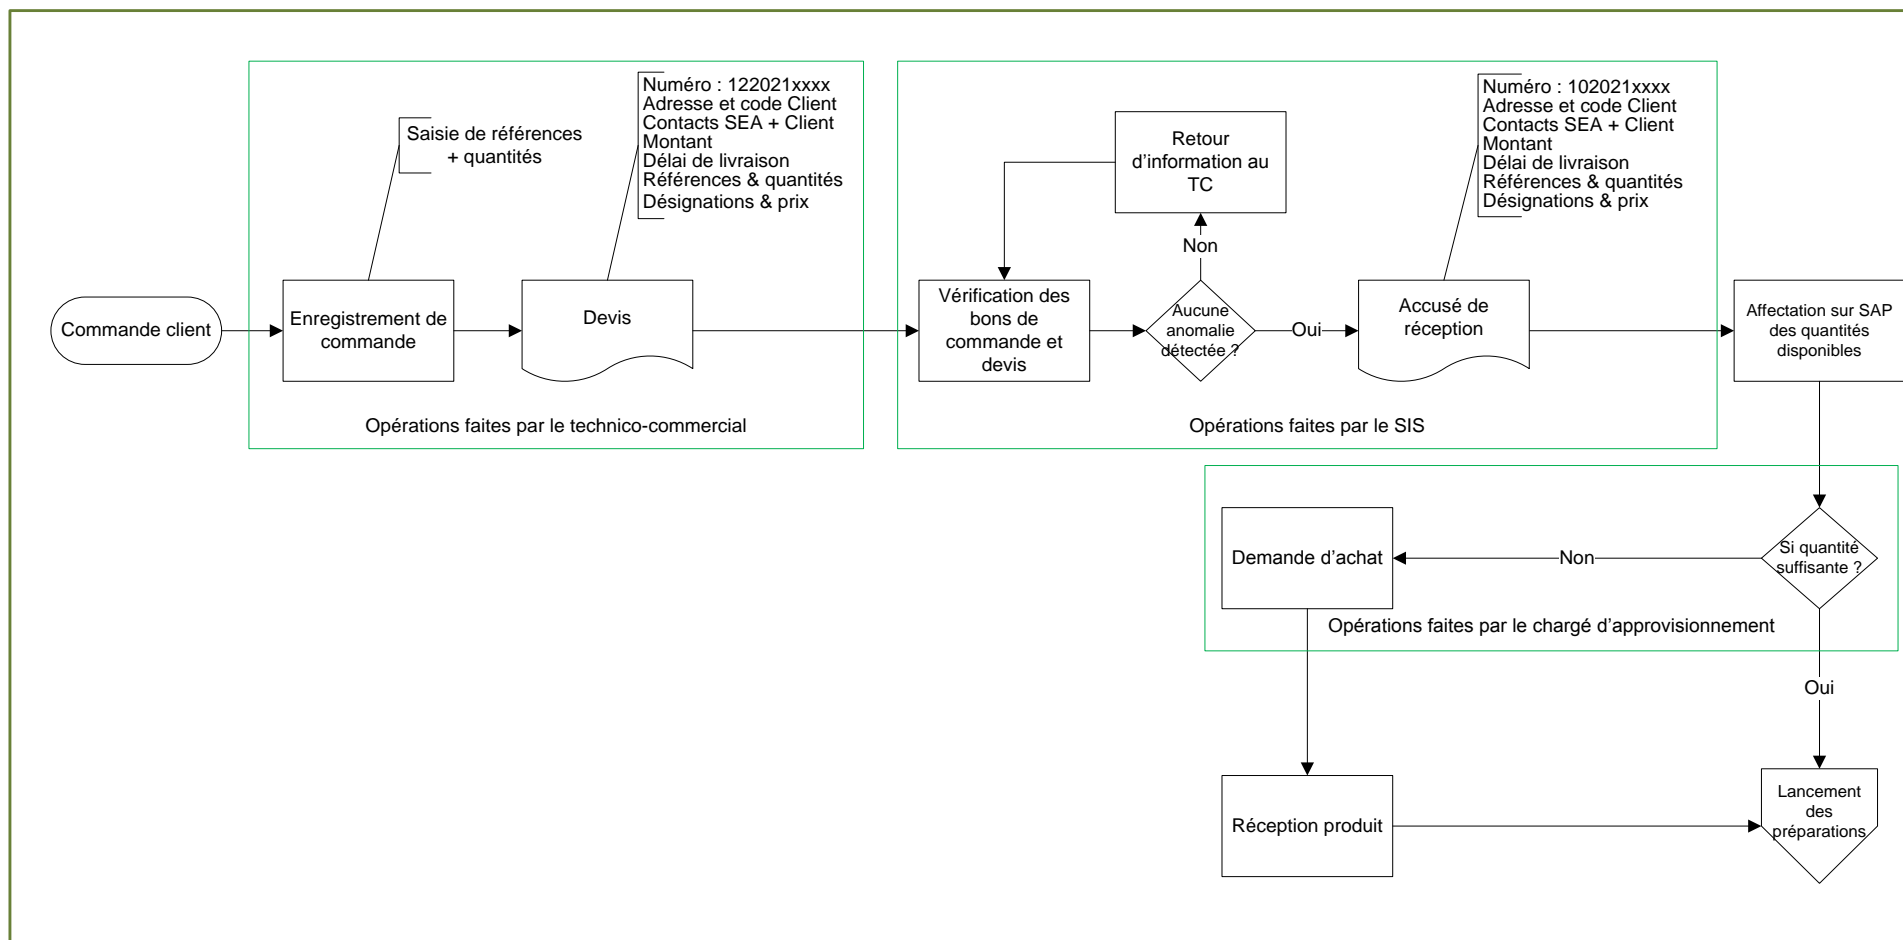 Numéro : 122021xxxx
Adresse et code Client
Contacts SEA + Client
Montant
Délai de livraison
Références & quantités
Désignations & prix
Saisie de références
+ quantités
Commande client
Enregistrement de
commande
Devis
Opérations faites par le technico-commercial
Retour
d'information au
TC
Non
Vérification des
bons de
commande et
devis
Aucune
anomalie
détectée ?
Oui
Numéro : 102021xxxx
Adresse et code Client
Contacts SEA + Client
Montant
Délai de livraison
Références & quantités
Désignations & prix
Accusé de
réception
Opérations faites par le SIS
Affectation sur SAP
des quantités
disponibles
Demande d'achat
Non
Si quantité
suffisante ?
Opérations faites par le chargé d'approvisionnement
Oui
Réception produit
Lancement
des
préparations